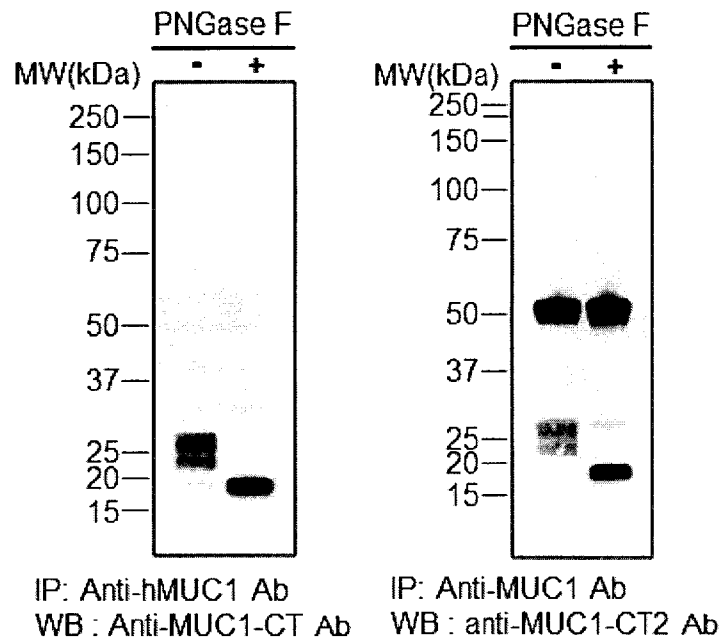 PNGase F
- +
MW(kDa)
250
150
100
75
50
37
25
20
15
IP: Anti-hMUC1 Ab
WB : Anti-MUC1-CT Ab
PNGase F
- +
MW(kDa)
250
150
100
75
50
37
25
20
15
IP: Anti-MUC1 Ab
WB : anti-MUC1-CT2 Ab